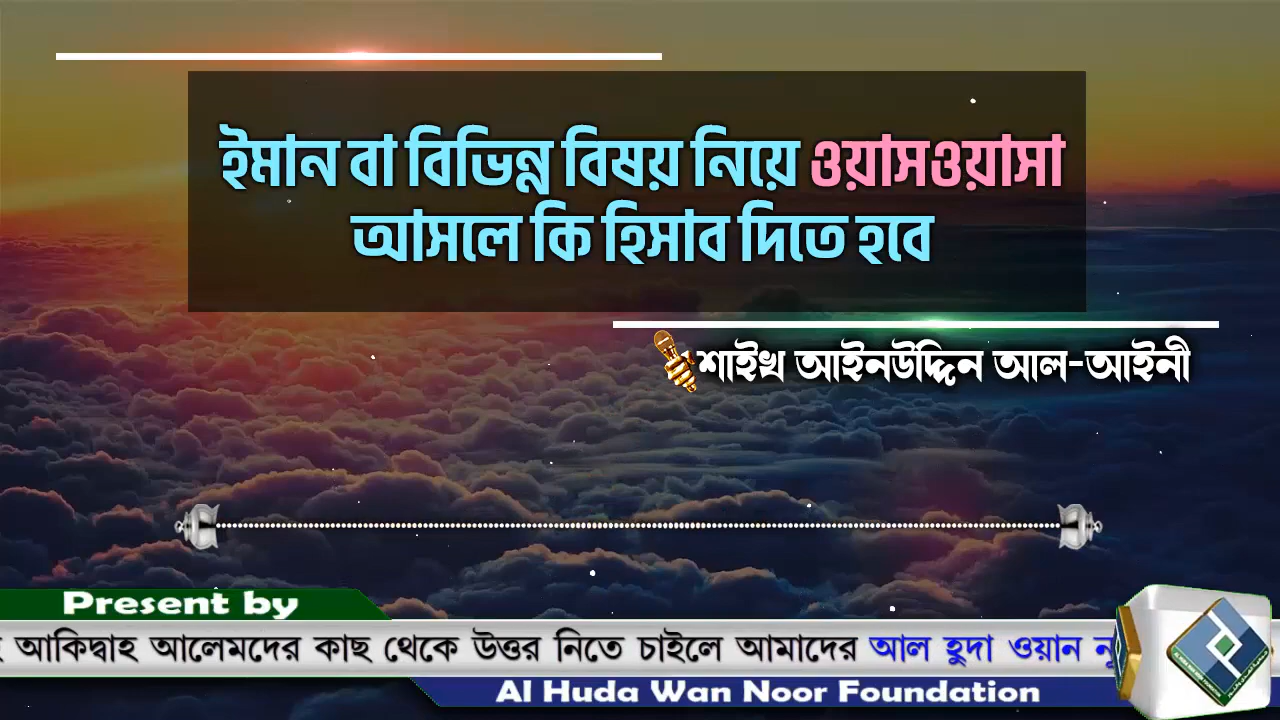 ইমান বা বিভিন্ন বিষয় নিয়ে ওয়াসওয়াসা
আসলে কি হিসাব দিতে হবে
শাইখ আইনউদ্দিন আল-আইনী
Present by
আকিদ্বাহ আলেমদের কাছ থেকে উত্তর নিতে চাইলে আমাদের আল হুদা ওয়ান
Al Huda Wan Noor Foundation